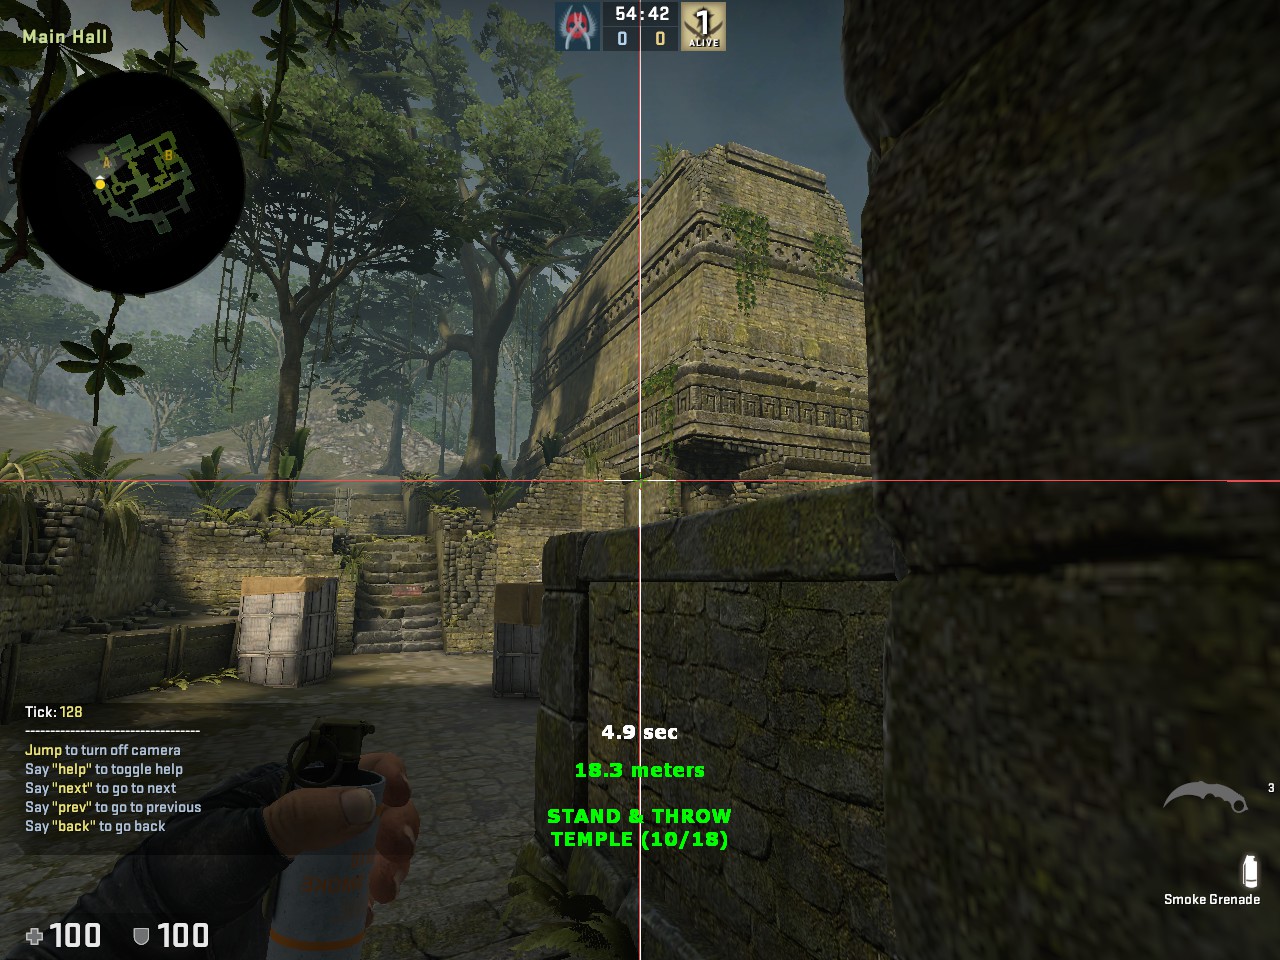 Main Hall
54:42
0 0
1
ALIVE
A
B
Tick: 128
----------------------------------
Jump to turn off camera
Say "help" to toggle help
Say "next" to go to next
Say "prev" to go to previous
Say "back" to go back
4.9 sec
18.3 meters
STAND & THROW
TEMPLE (10/18)
3
Smoke Grenade
100 100